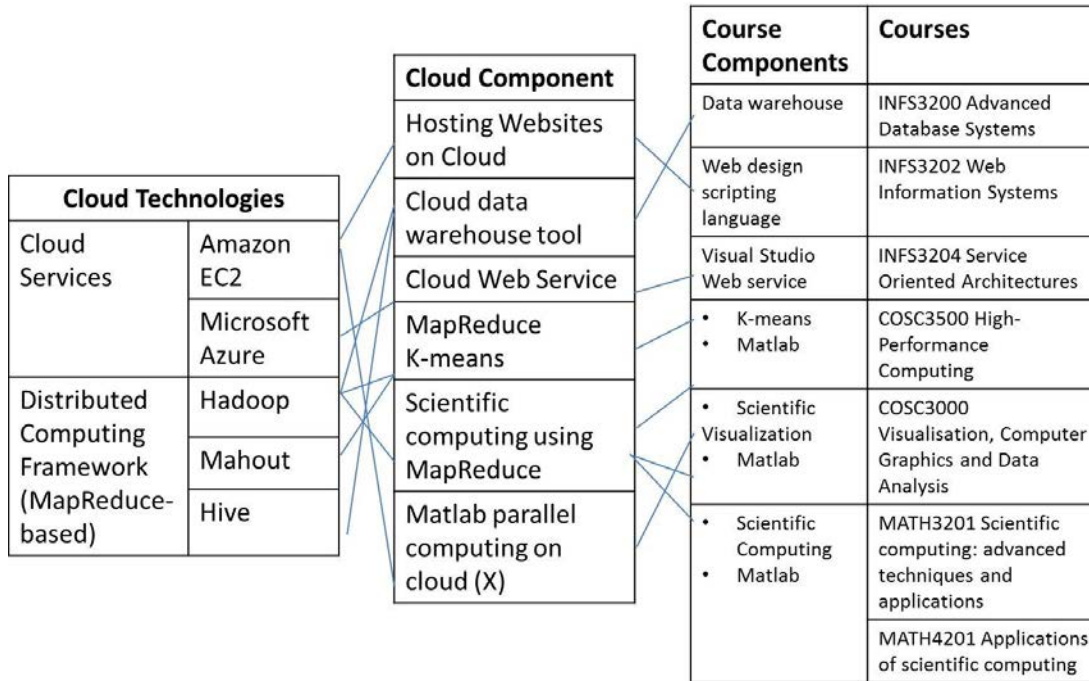 Cloud Technologies
Cloud
Services
Amazon
EC2
Microsoft
Azure
Distributed
Computing
Framework
(MapReduce-
based)
Hadoop
Mahout
Hive
Cloud Component
Hosting Websites
on Cloud
Cloud data
warehouse tool
Cloud Web Service
MapReduce
K-means
Scientific
computing using
MapReduce
Matlab parallel
computing on
cloud (X)
Course
Components
Courses
Data warehouse
INFS3200 Advanced
Database Systems
Web design
scripting
language
INFS3202 Web
Information Systems
Visual Studio
Web service
INFS3204 Service
Oriented Architectures
• K-means
• Matlab
COSC3500 High-
Performance
Computing
• Scientific
Visualization
• Matlab
COSC3000
Visualisation, Computer
Graphics and Data
Analysis
• Scientific
Computing
• Matlab
MATH3201 Scientific
computing: advanced
techniques and
applications
MATH4201 Applications
of scientific computing